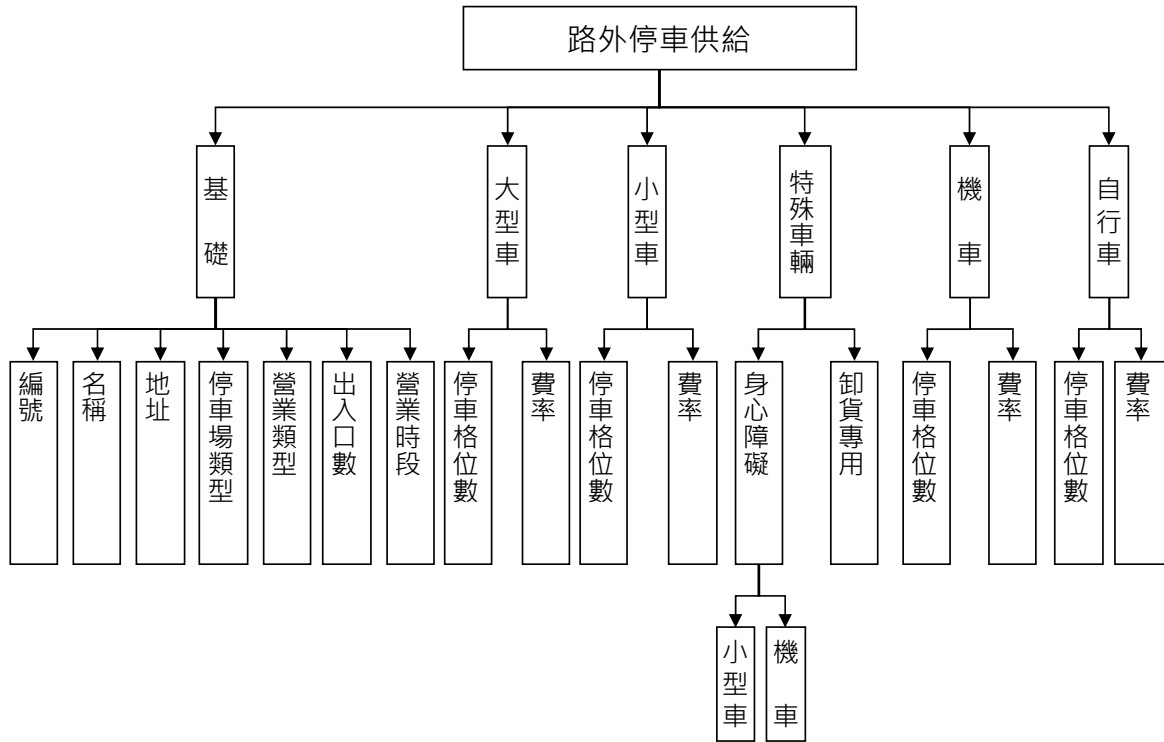 路外停車供給
基礎
大型車
小型車
特殊車輛
機車
自行車
編號
名稱
地址
停車場類型
營業類型
出入口數
營業時段
停車格位數
費率
停車格位數
費率
身心障礙
卸貨專用
停車格位數
費率
停車格位數
費率
小型車
機車